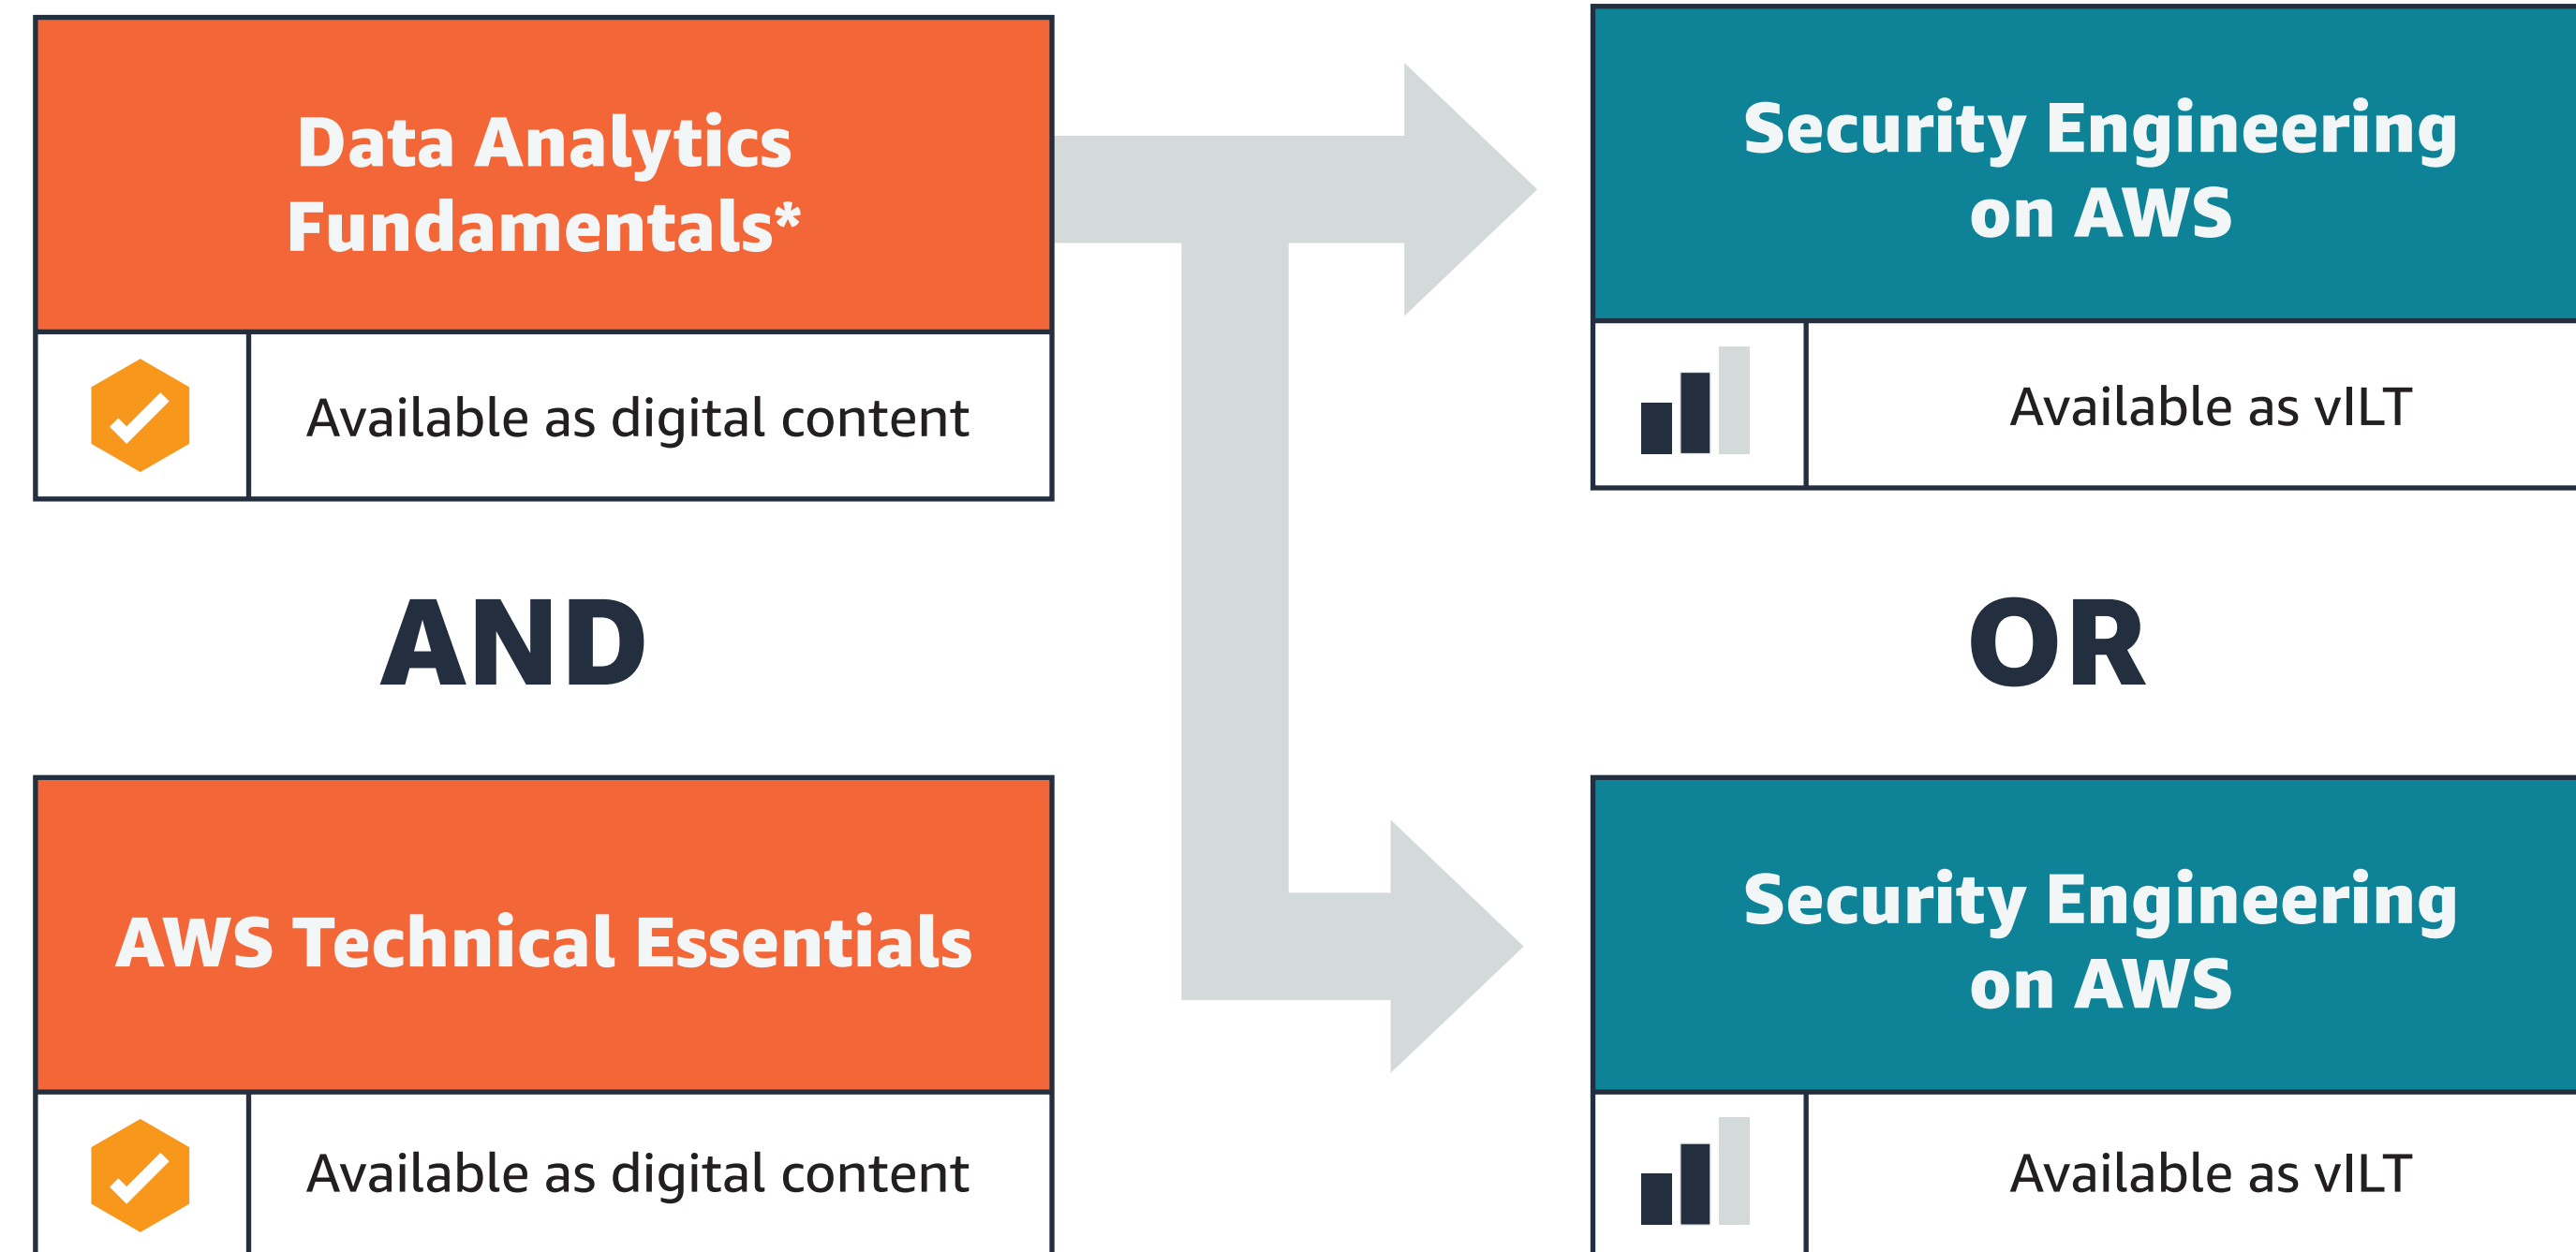 Data Analytics
Fundamentals*
Available as digital content
AND
AWS Technical Essentials
Available as digital content
Security Engineering
on AWS
Available as vILT
OR
Security Engineering
on AWS
Available as vILT